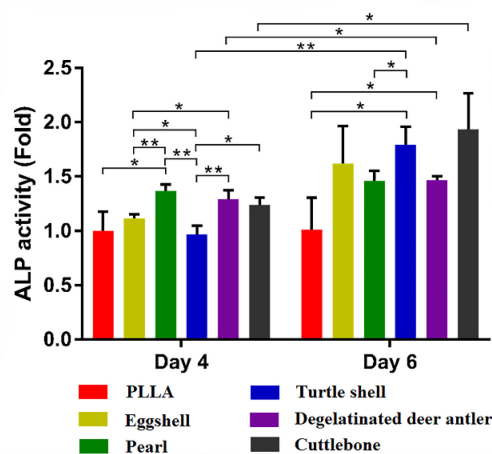 *
*
**
2.5
2.0
1.5
1.0
0.5
0.0
ALP activity (Fold)
*
*
*
*
*
**
*
*
**
**
*
Day 4
Day 6
PLLA
Turtle shell
Eggshell
Degelatinated deer antler
Pearl
Cuttlebone